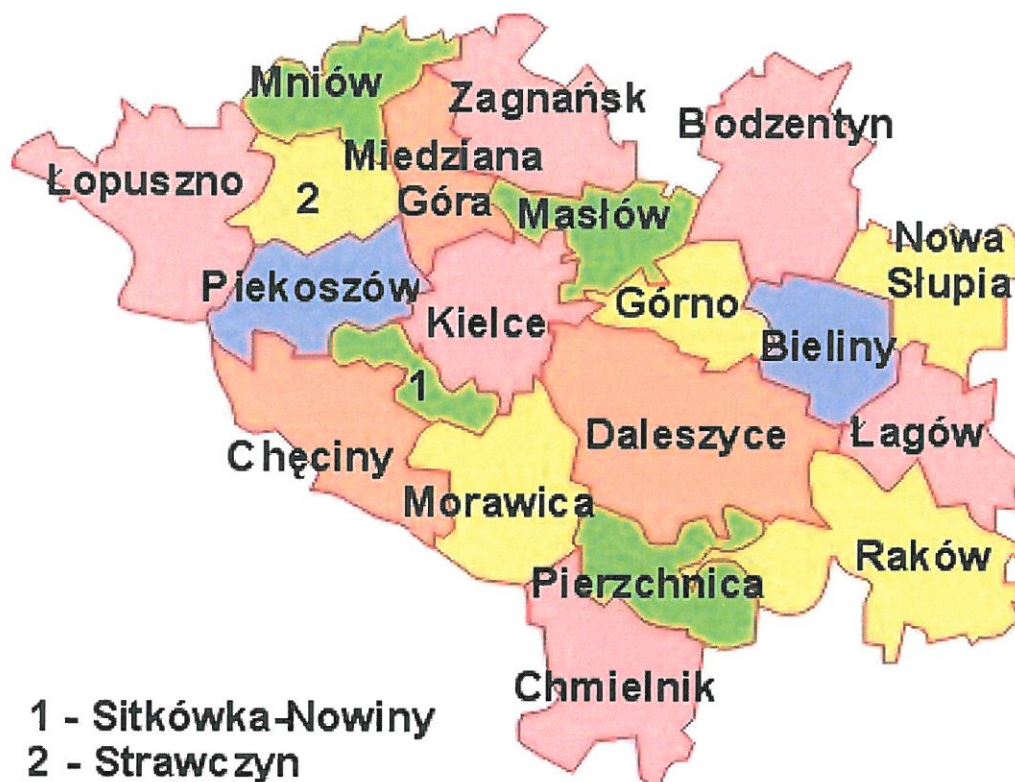 Mniów
Zagnańsk
Bodzentyn
Łopuszno
Miedziana
Góra
2
Masłów
Nowa
Słupia
Piekoszów
Kielce
Górno
Bieliny
1
Chęciny
Daleszyce
Łagów
Morawica
Raków
Pierzchnica
Chmielnik
1 - Sitkówka-Nowiny
2 - Strawczyn